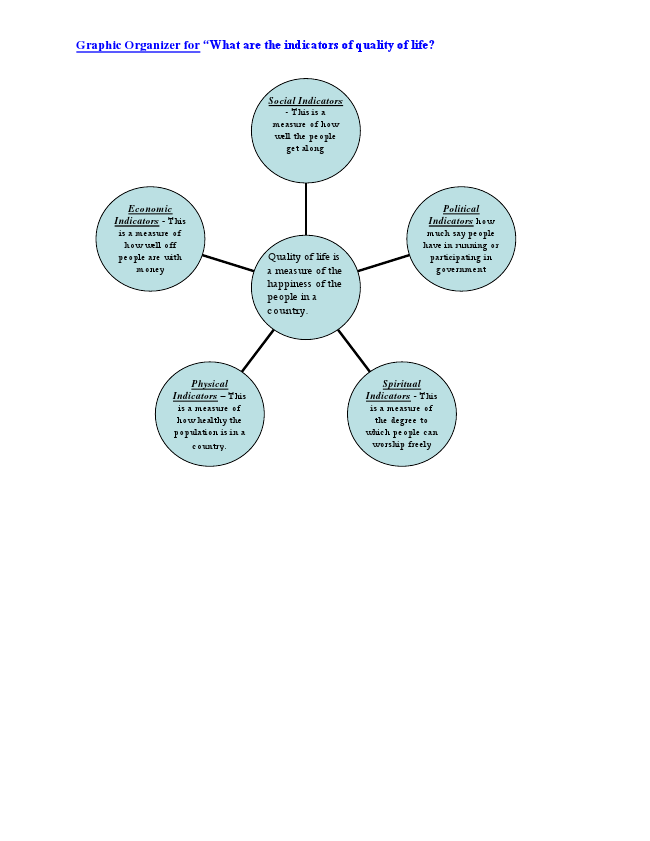 Graphic Organizer for “What are the indicators of quality of life?
Social Indicators
- This is a
measure of how
well the people
get along
Economic
Indicators - This
is a measure of
how well off
people are with
money
Political
Indicators how
much say people
have in running or
participating in
government
Quality of life is
a measure of the
happiness of the
people in a
country.
Physical
Indicators – This
is a measure of
how healthy the
population is in a
country.
Spiritual
Indicators - This
is a measure of
the degree to
which people can
worship freely